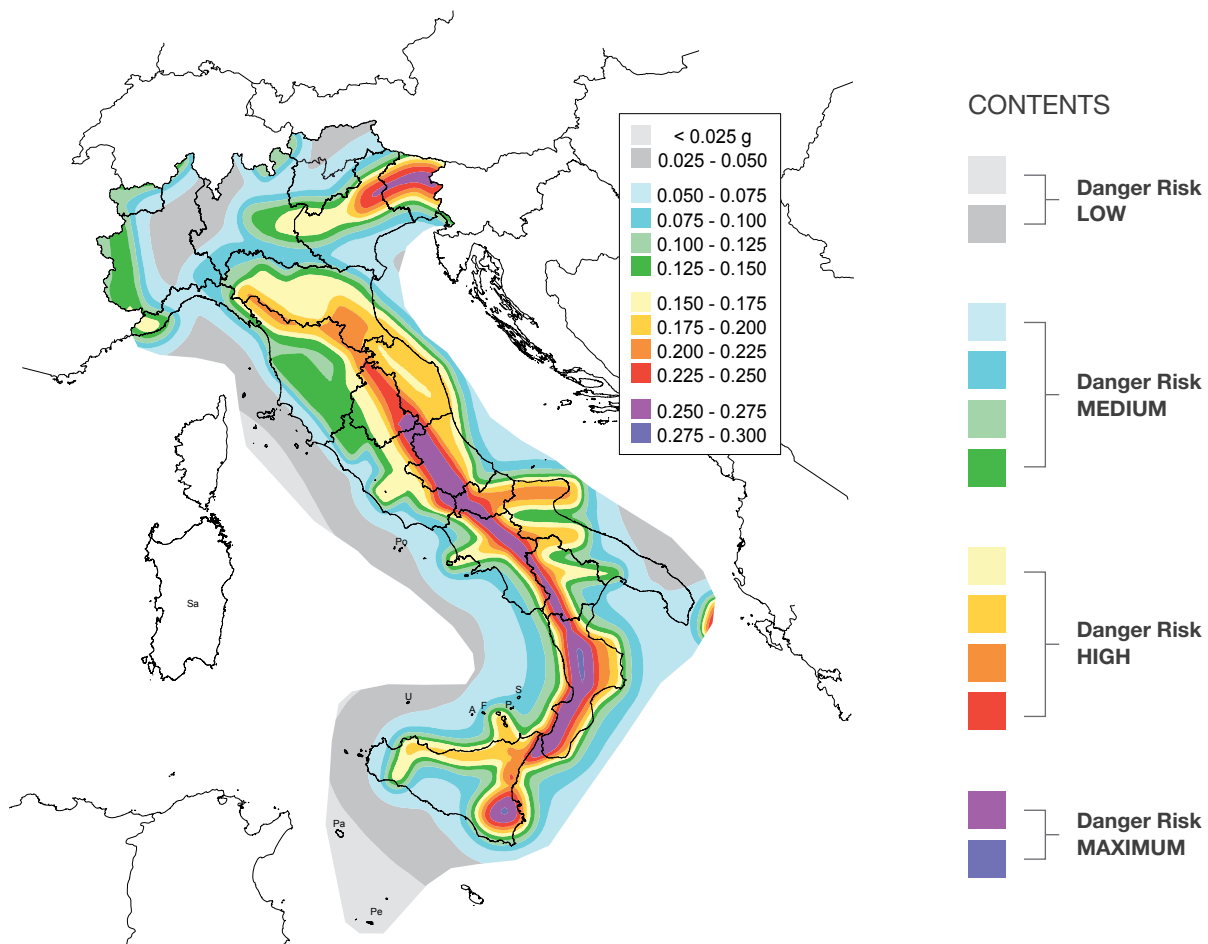 CONTENTS
< 0.025 g
0.025 - 0.050
0.050 - 0.075
0.075 - 0.100
0.100 - 0.125
0.125 - 0.150
0.150 - 0.175
0.175 - 0.200
0.200 - 0.225
0.225 - 0.250
0.250 - 0.275
0.275 - 0.300
Danger Risk
LOW
Danger Risk
MEDIUM
Danger Risk
HIGH
Danger Risk
MAXIMUM
Po
Sa
U
A
F
P
S
Pa
Pe